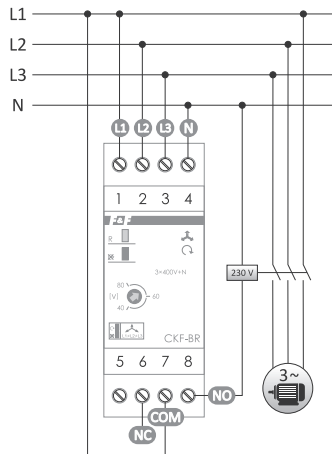 L1
L2
L3
N
L1 L2 L3 N
1 2 3 4
F&F
R
3×400V+N
230 V
80
|V| 60
40
CKF-BR
5 6 7 8
NO
COM
NC
3~